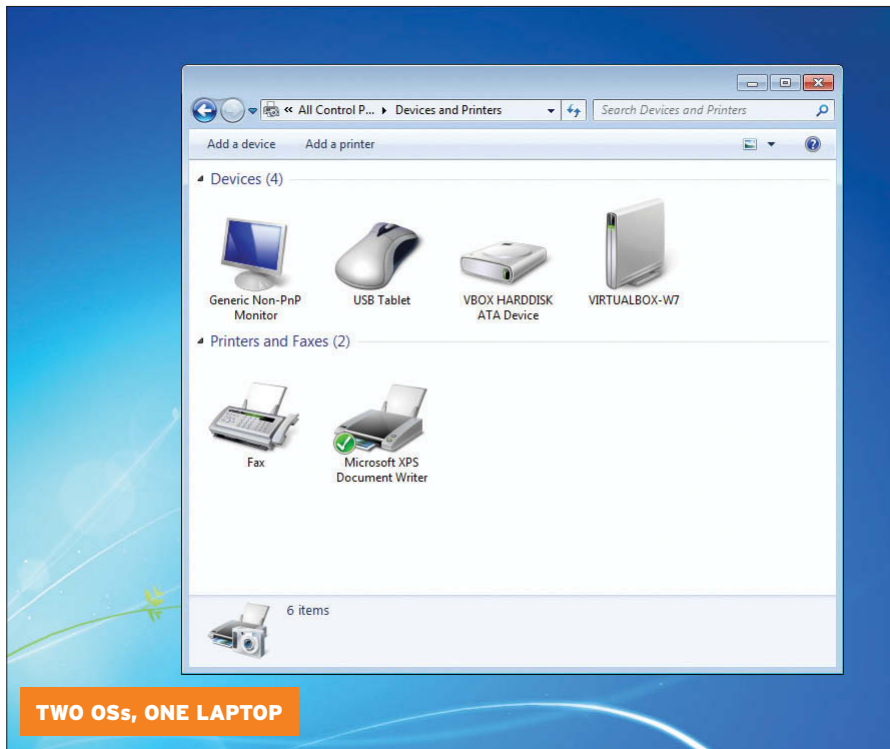 « All Control P... ▸ Devices and Printers
Search Devices and Printers
Add a device
Add a printer
Devices (4)
Generic Non-PnP
Monitor
USB Tablet
VBOX HARDDISK
ATA Device
VIRTUALBOX-W7
Printers and Faxes (2)
Fax
Microsoft XPS
Document Writer
6 items
TWO OSs, ONE LAPTOP